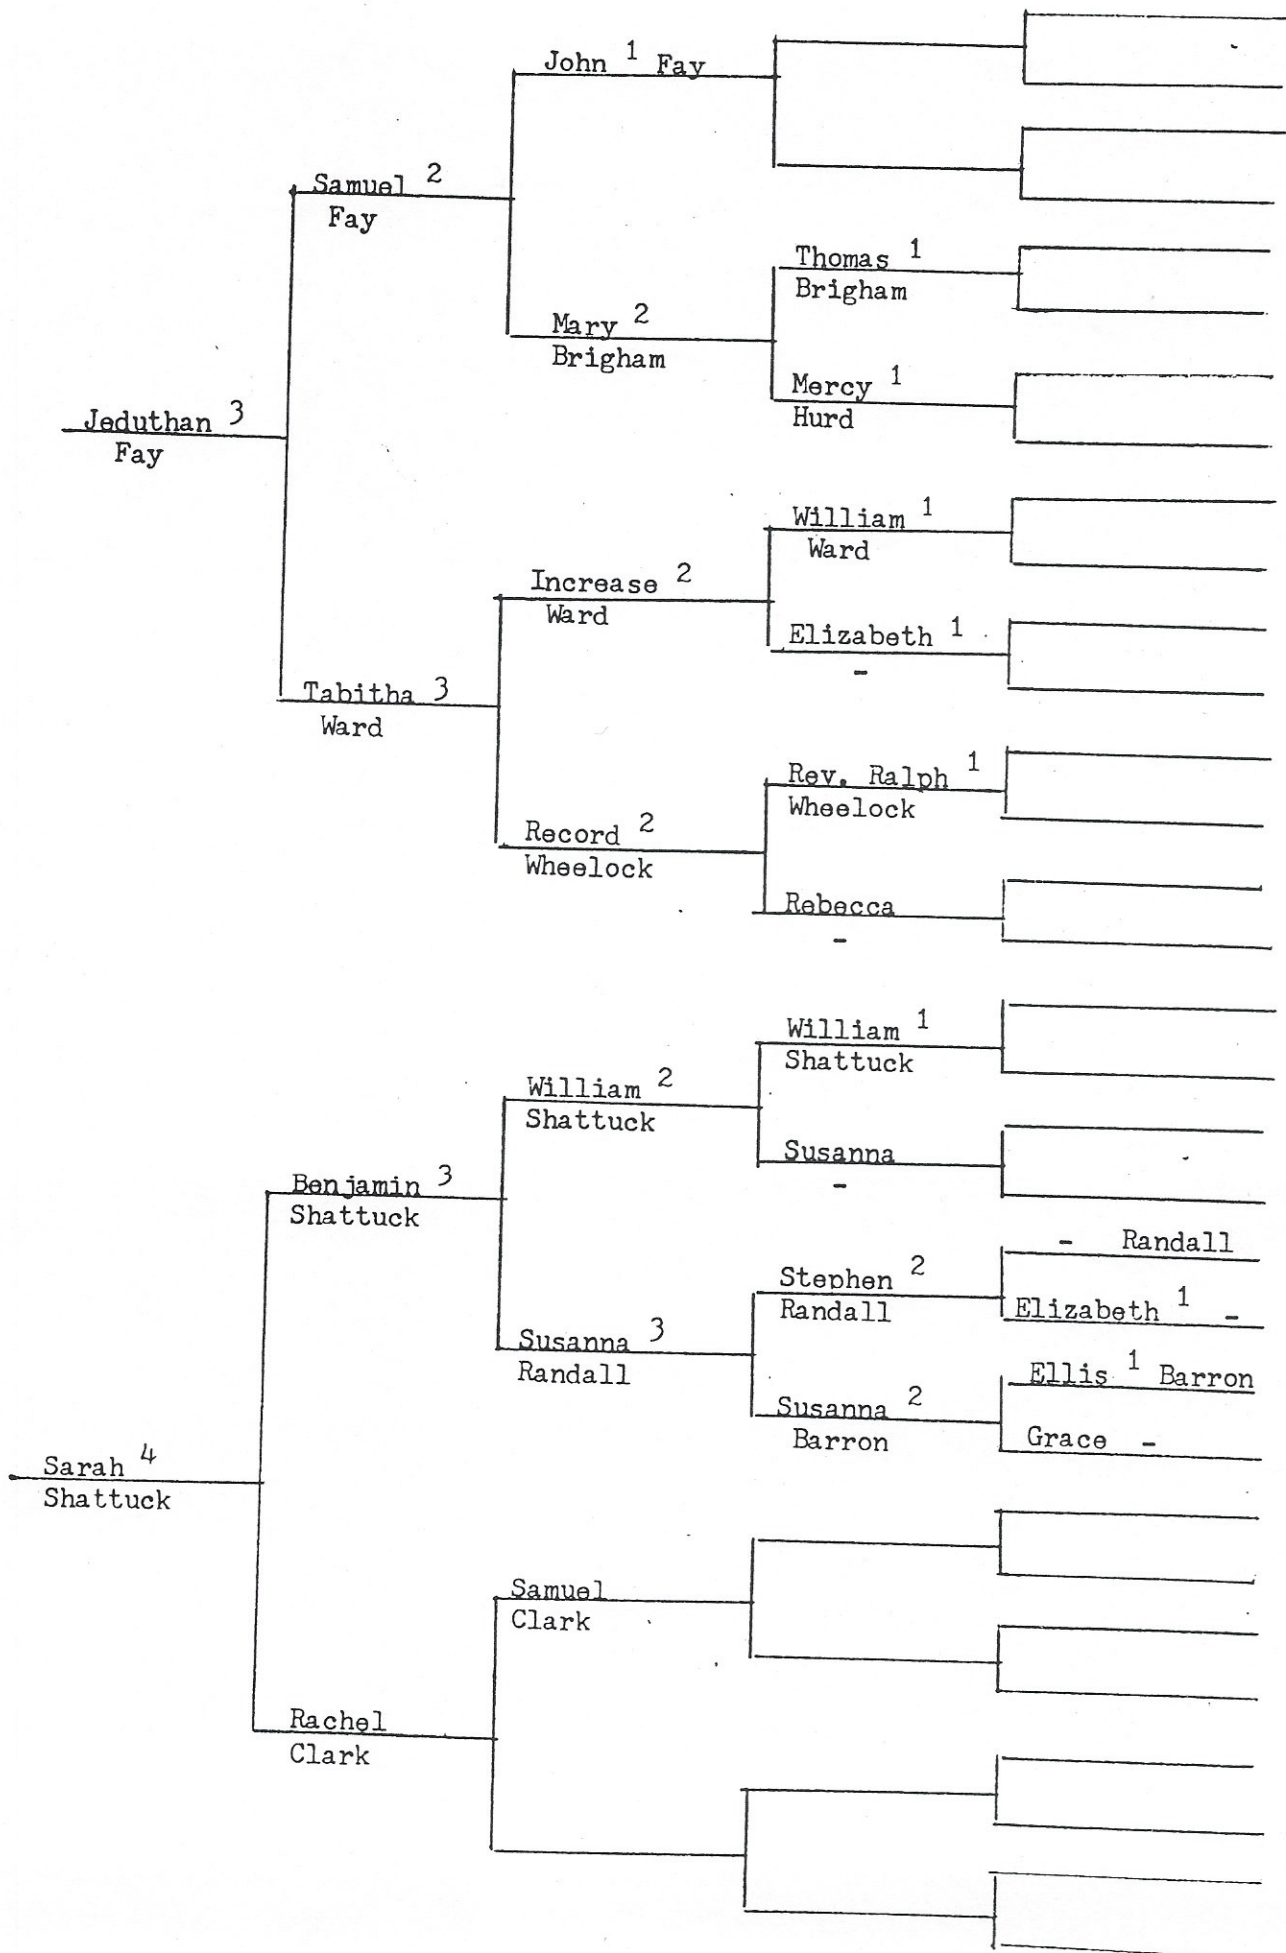 John 1 Fay
Samuel 2
Fay
Thomas 1
Brigham
Mary 2
Brigham
Mercy 1
Hurd
Jeduthan 3
Fay
William 1
Ward
Increase 2
Ward
Elizabeth 1
-
Tabitha 3
Ward
Rev. Ralph 1
Wheelock
Record 2
Wheelock
Rebecca
-
William 1
Shattuck
William 2
Shattuck
Susanna
-
Benjamin 3
Shattuck
- Randall
Stephen 2
Randall
Elizabeth 1 -
Susanna 3
Randall
Ellis 1 Barron
Susanna 2
Barron
Grace -
Sarah 4
Shattuck
Samuel
Clark
Rachel
Clark